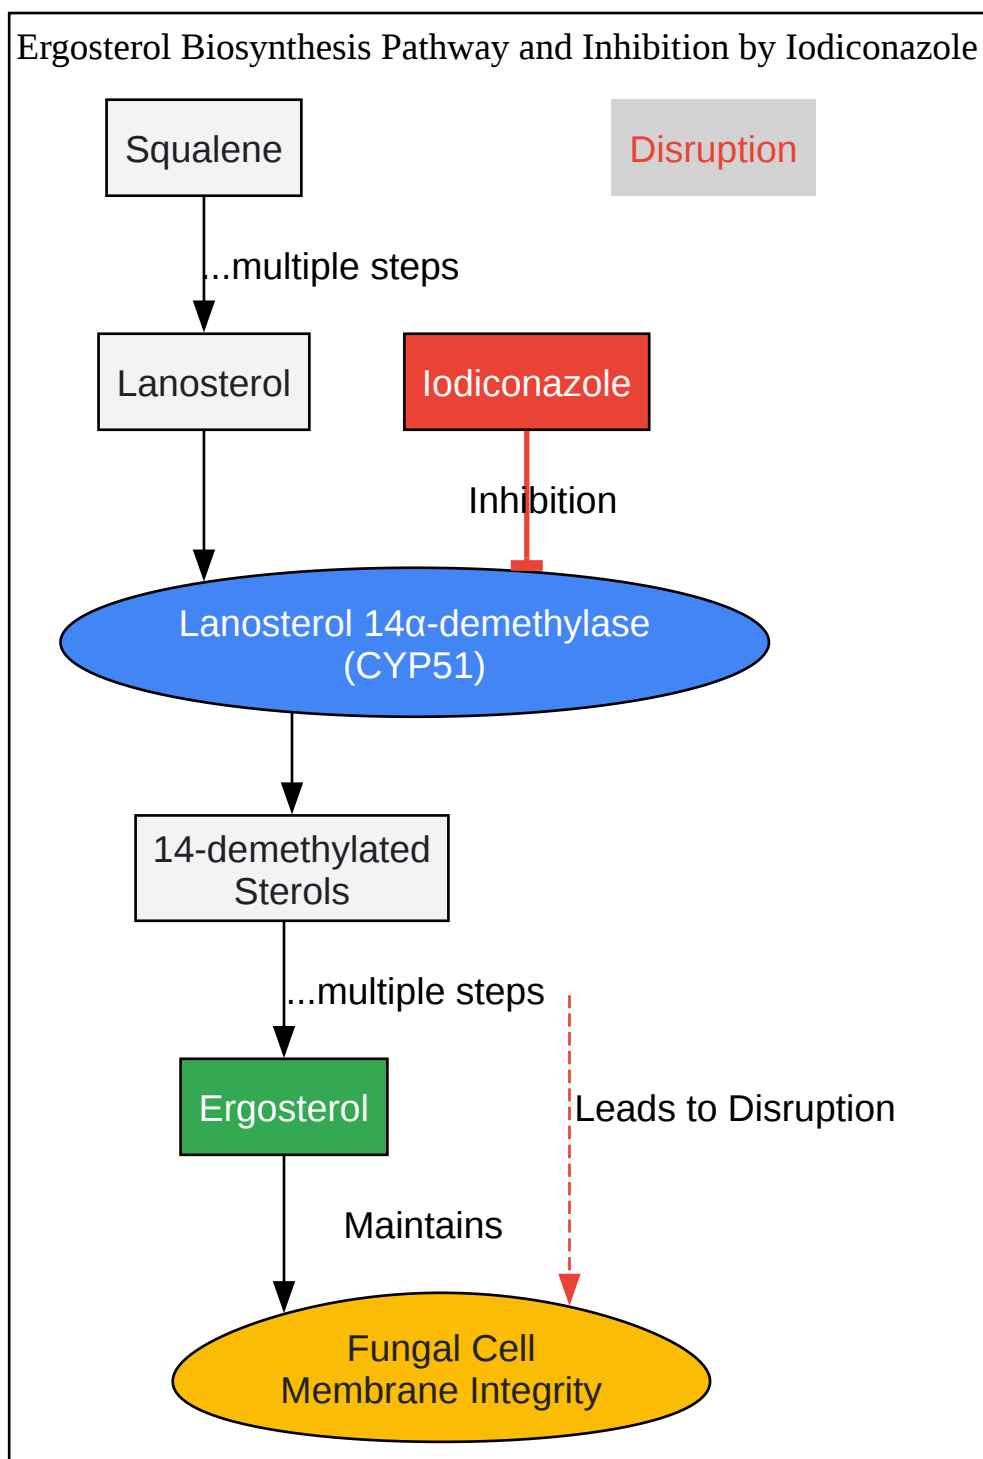 Ergosterol Biosynthesis Pathway and Inhibition by Iodiconazole
Squalene
Disruption
...multiple steps
Lanosterol
Iodiconazole
Inhibition
Lanosterol 14α-demethylase
(CYP51)
14-demethylated
Sterols
...multiple steps
Ergosterol
Leads to Disruption
Maintains
Fungal Cell
Membrane Integrity